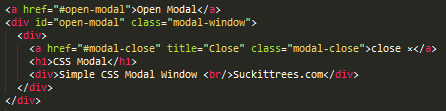 <a href="#open-modal">Open Modal</a>
<div id="open-modal" class="modal-window">
  <div>
    <a href="#modal-close" title="Close" class="modal-close">close ×</a>
    <h1>CSS Modal</h1>
    <div>Simple CSS Modal Window <br/>Suckittrees.com</div>
  </div>
</div>